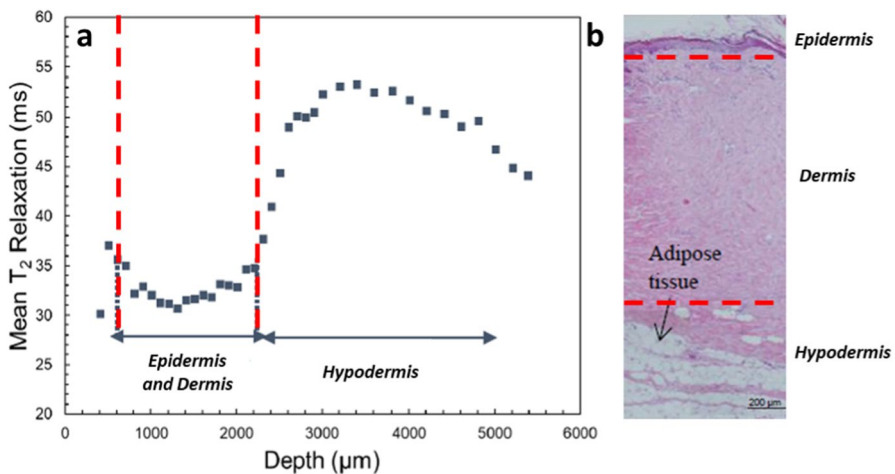 a
60
55
50
45
40
35
30
25
20
Mean T₂ Relaxation (ms)
Epidermis
and Dermis
Hypodermis
0
1000
2000
3000
4000
5000
6000
Depth (μm)
b
Epidermis
Dermis
Adipose
tissue
Hypodermis
200 μm